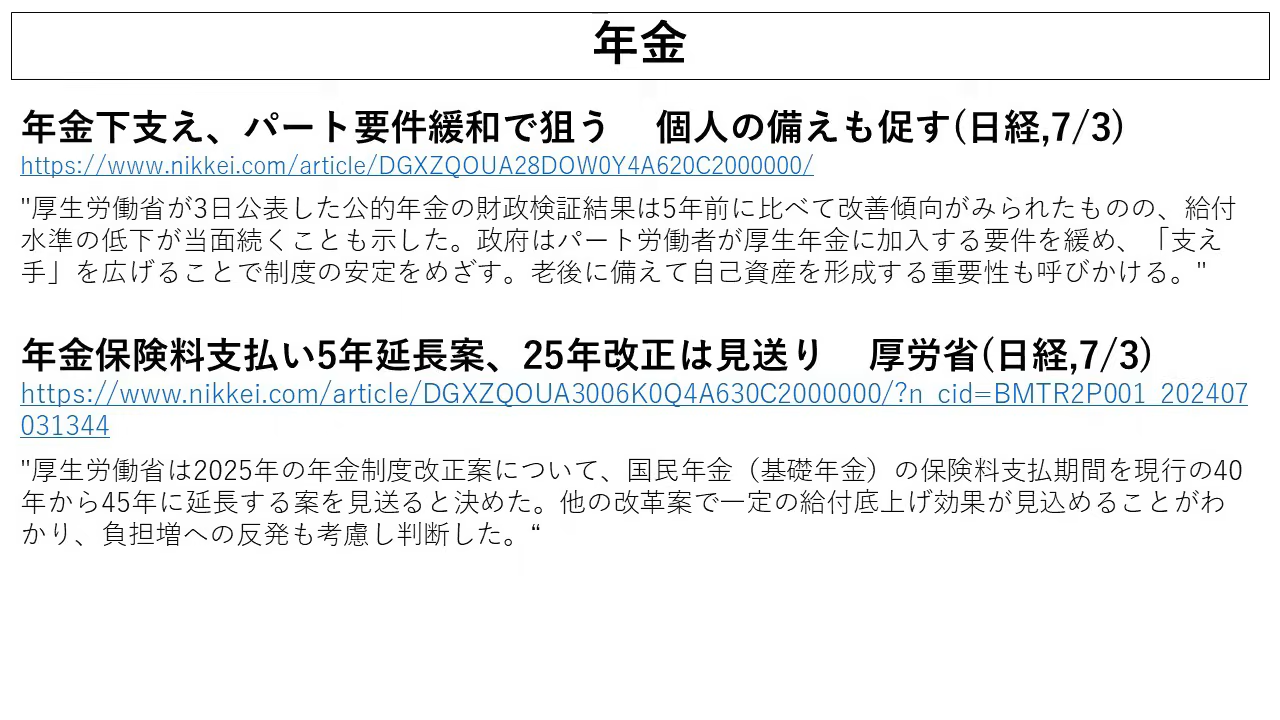 年金
年金下支え、パート要件緩和で狙う　個人の備えも促す(日経,7/3)
https://www.nikkei.com/article/DGXZQOUA28DOW0Y4A620C2000000/
"厚生労働省が3日公表した公的年金の財政検証結果は5年前に比べて改善傾向がみられたものの、給付
水準の低下が当面続くことも示した。政府はパート労働者が厚生年金に加入する要件を緩め、「支え
手」を広げることで制度の安定をめざす。老後に備えて自己資産を形成する重要性も呼びかける。"
年金保険料支払い5年延長案、25年改正は見送り　厚労省(日経,7/3)
https://www.nikkei.com/article/DGXZQOUA3006K0Q4A630C2000000/?n_cid=BMTR2P001_202407
031344
"厚生労働省は2025年の年金制度改正案について、国民年金（基礎年金）の保険料支払期間を現行の40
年から45年に延長する案を見送ると決めた。他の改革案で一定の給付底上げ効果が見込めることがわ
かり、負担増への反発も考慮し判断した。“